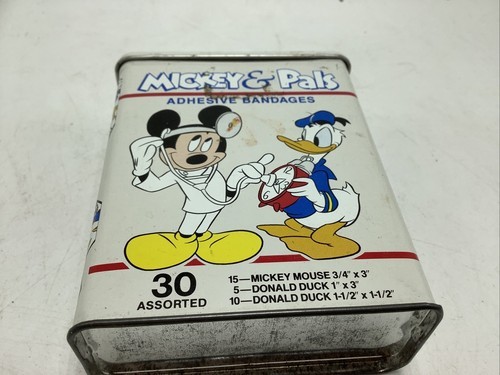 MICKEY & Pals
ADHESIVE BANDAGES
30
ASSORTED
15—MICKEY MOUSE 3/4" x 3"
5—DONALD DUCK 1" x 3"
10—DONALD DUCK 1-1/2" x 1-1/2"